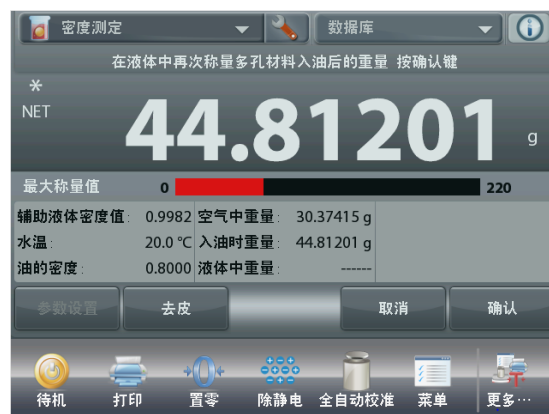 密度测定 数据库
在液体中再次称量多孔材料入油后的重量 按确认键
*
NET
44.81201 g
最大称量值 0 220
辅助液体密度值: 0.9982 空气中重量: 30.37415 g
水温: 20.0 ℃ 入油时重量: 44.81201 g
油的密度: 0.8000 液体中重量: ------
参数设置 去皮 取消 确认
待机 打印 置零 除静电 全自动校准 菜单 更多…